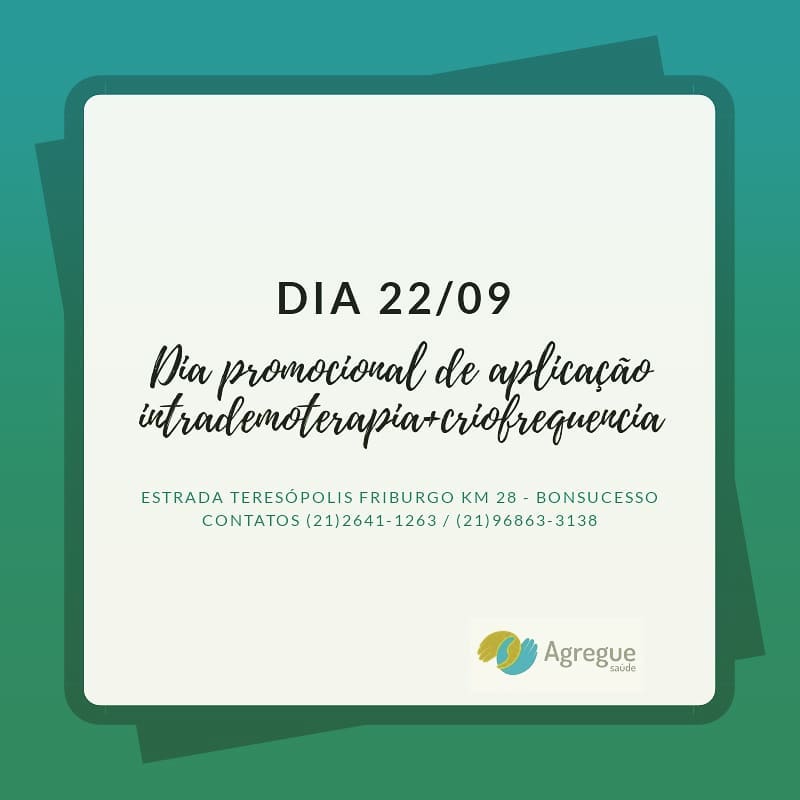 DIA 22/09
Dia promocional de aplicação
intrademoterapia+criofrequencia
ESTRADA TERESÓPOLIS FRIBURGO KM 28 - BONSUCESSO
CONTATOS (21)2641-1263 / (21)96863-3138
Agregue
saúde